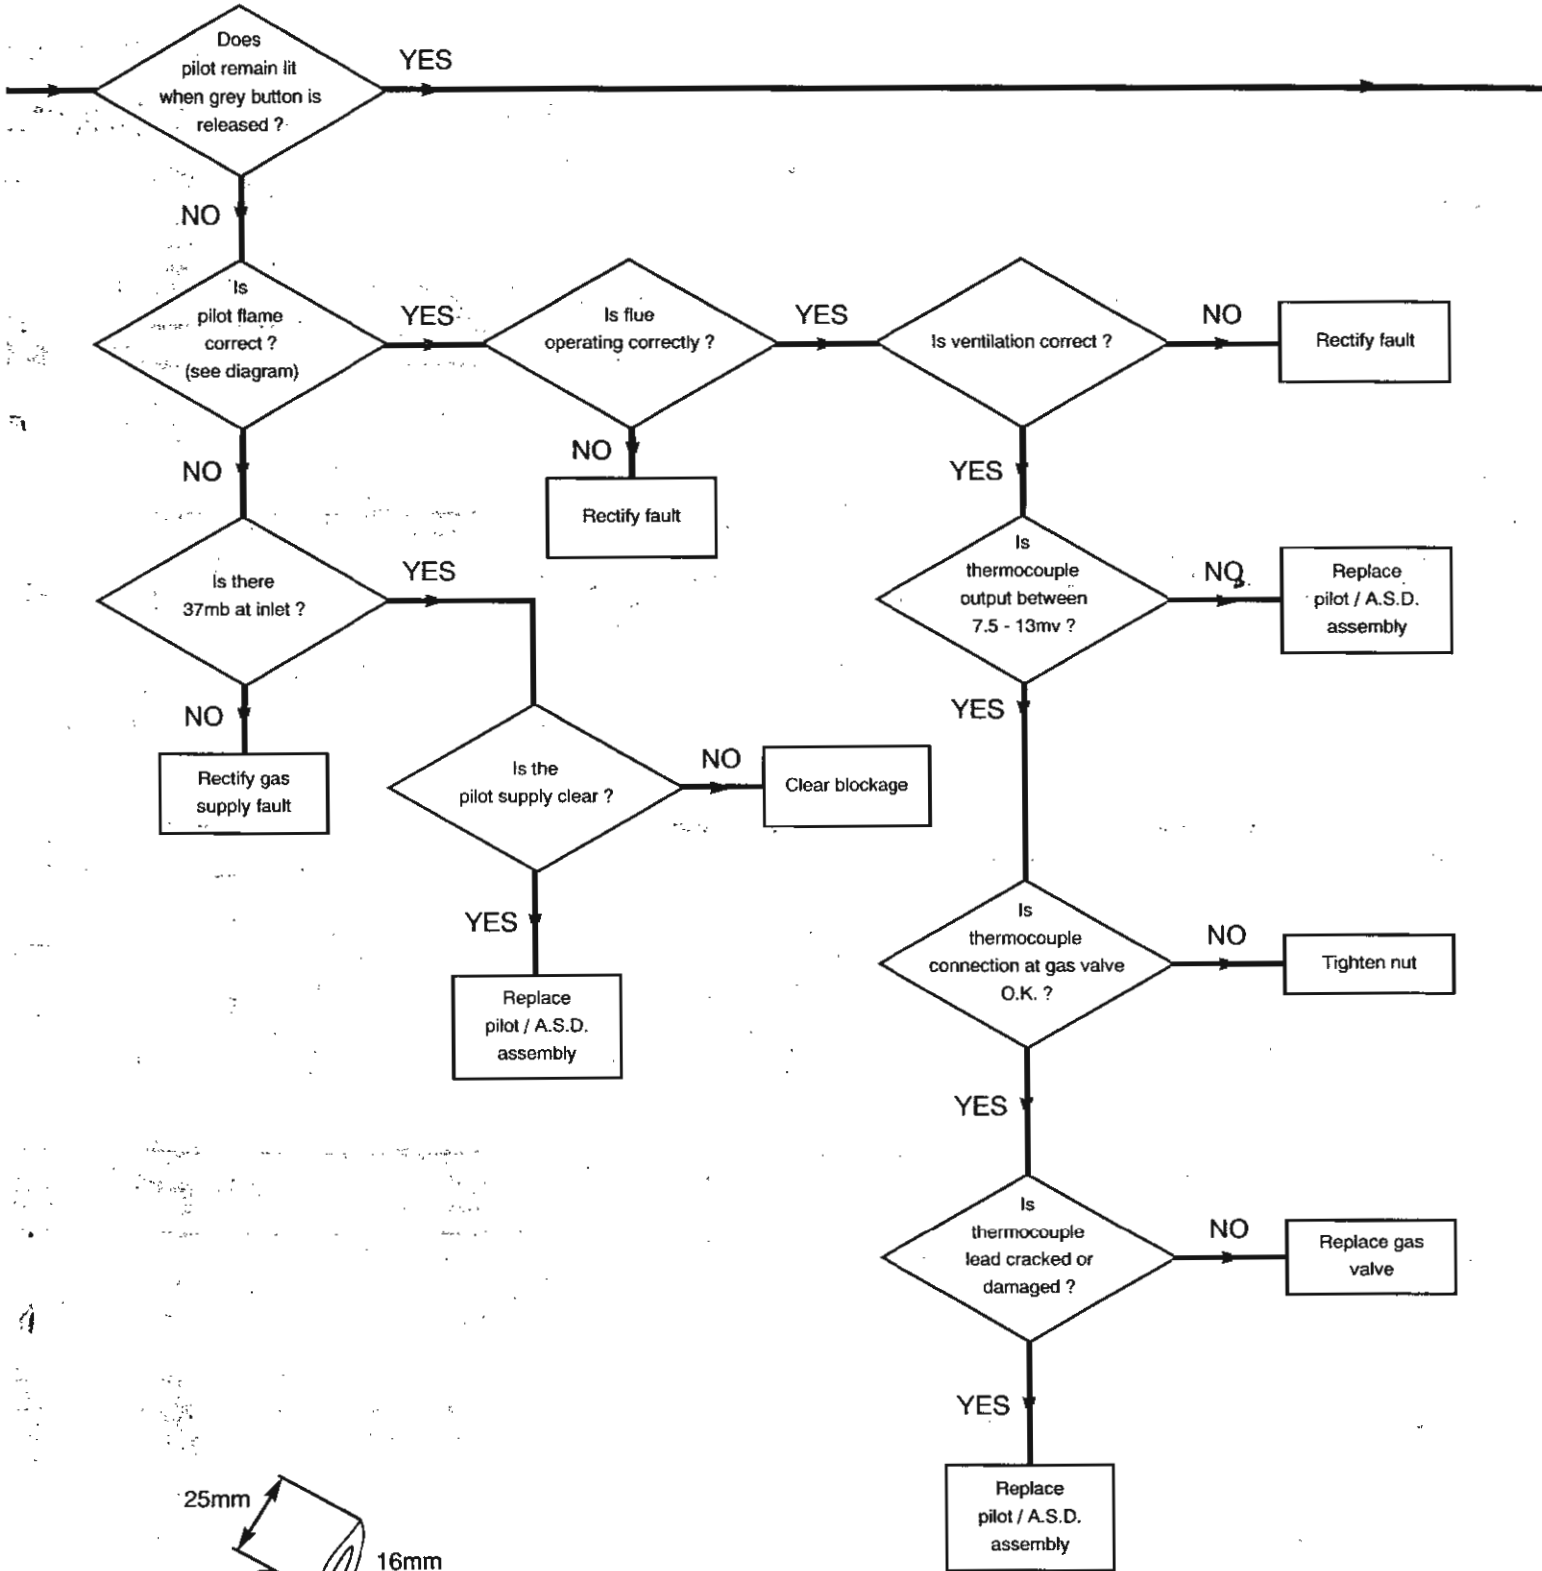 Does
pilot remain lit
when grey button is
released ?
YES
NO
Is
pilot flame
correct ?
(see diagram)
YES
Is flue
operating correctly ?
YES
Is ventilation correct ?
NO
Rectify fault
NO
NO
Rectify fault
YES
Is there
37mb at inlet ?
YES
Is
thermocouple
output between
7.5 - 13mv ?
NO
Replace
pilot / A.S.D.
assembly
NO
YES
Rectify gas
supply fault
Is the
pilot supply clear ?
NO
Clear blockage
YES
Replace
pilot / A.S.D.
assembly
Is
thermocouple
connection at gas valve
O.K. ?
NO
Tighten nut
YES
Is
thermocouple
lead cracked or
damaged ?
NO
Replace gas
valve
YES
Replace
pilot / A.S.D.
assembly
25mm
16mm